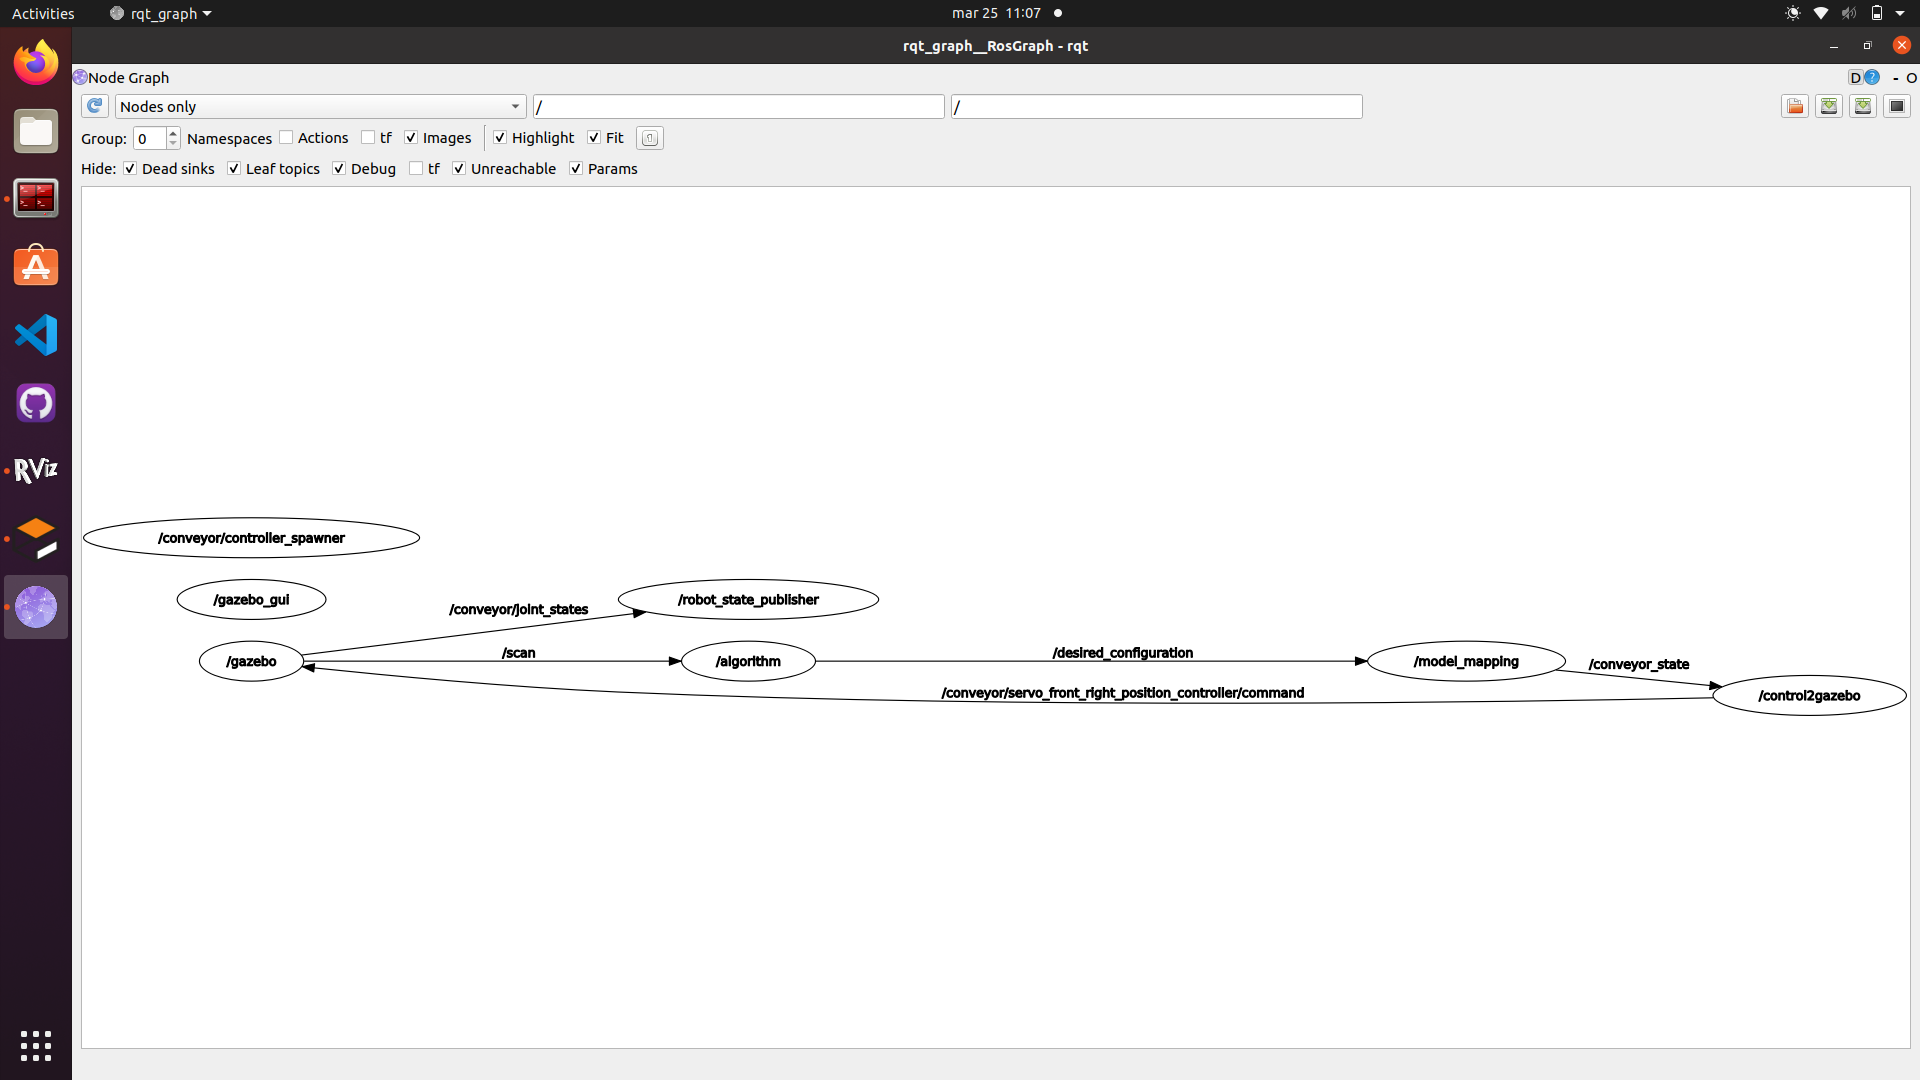 Activities rqt_graph mar 25 11:07
rqt_graph__RosGraph - rqt
Node Graph D ? - O
Nodes only / /
Group: 0 Namespaces Actions tf Images Highlight Fit
Hide: Dead sinks Leaf topics Debug tf Unreachable Params
RViz
/conveyor/controller_spawner
/gazebo_gui
/conveyor/joint_states
/robot_state_publisher
/gazebo
/scan
/algorithm
/desired_configuration
/model_mapping
/conveyor_state
/conveyor/servo_front_right_position_controller/command
/control2gazebo